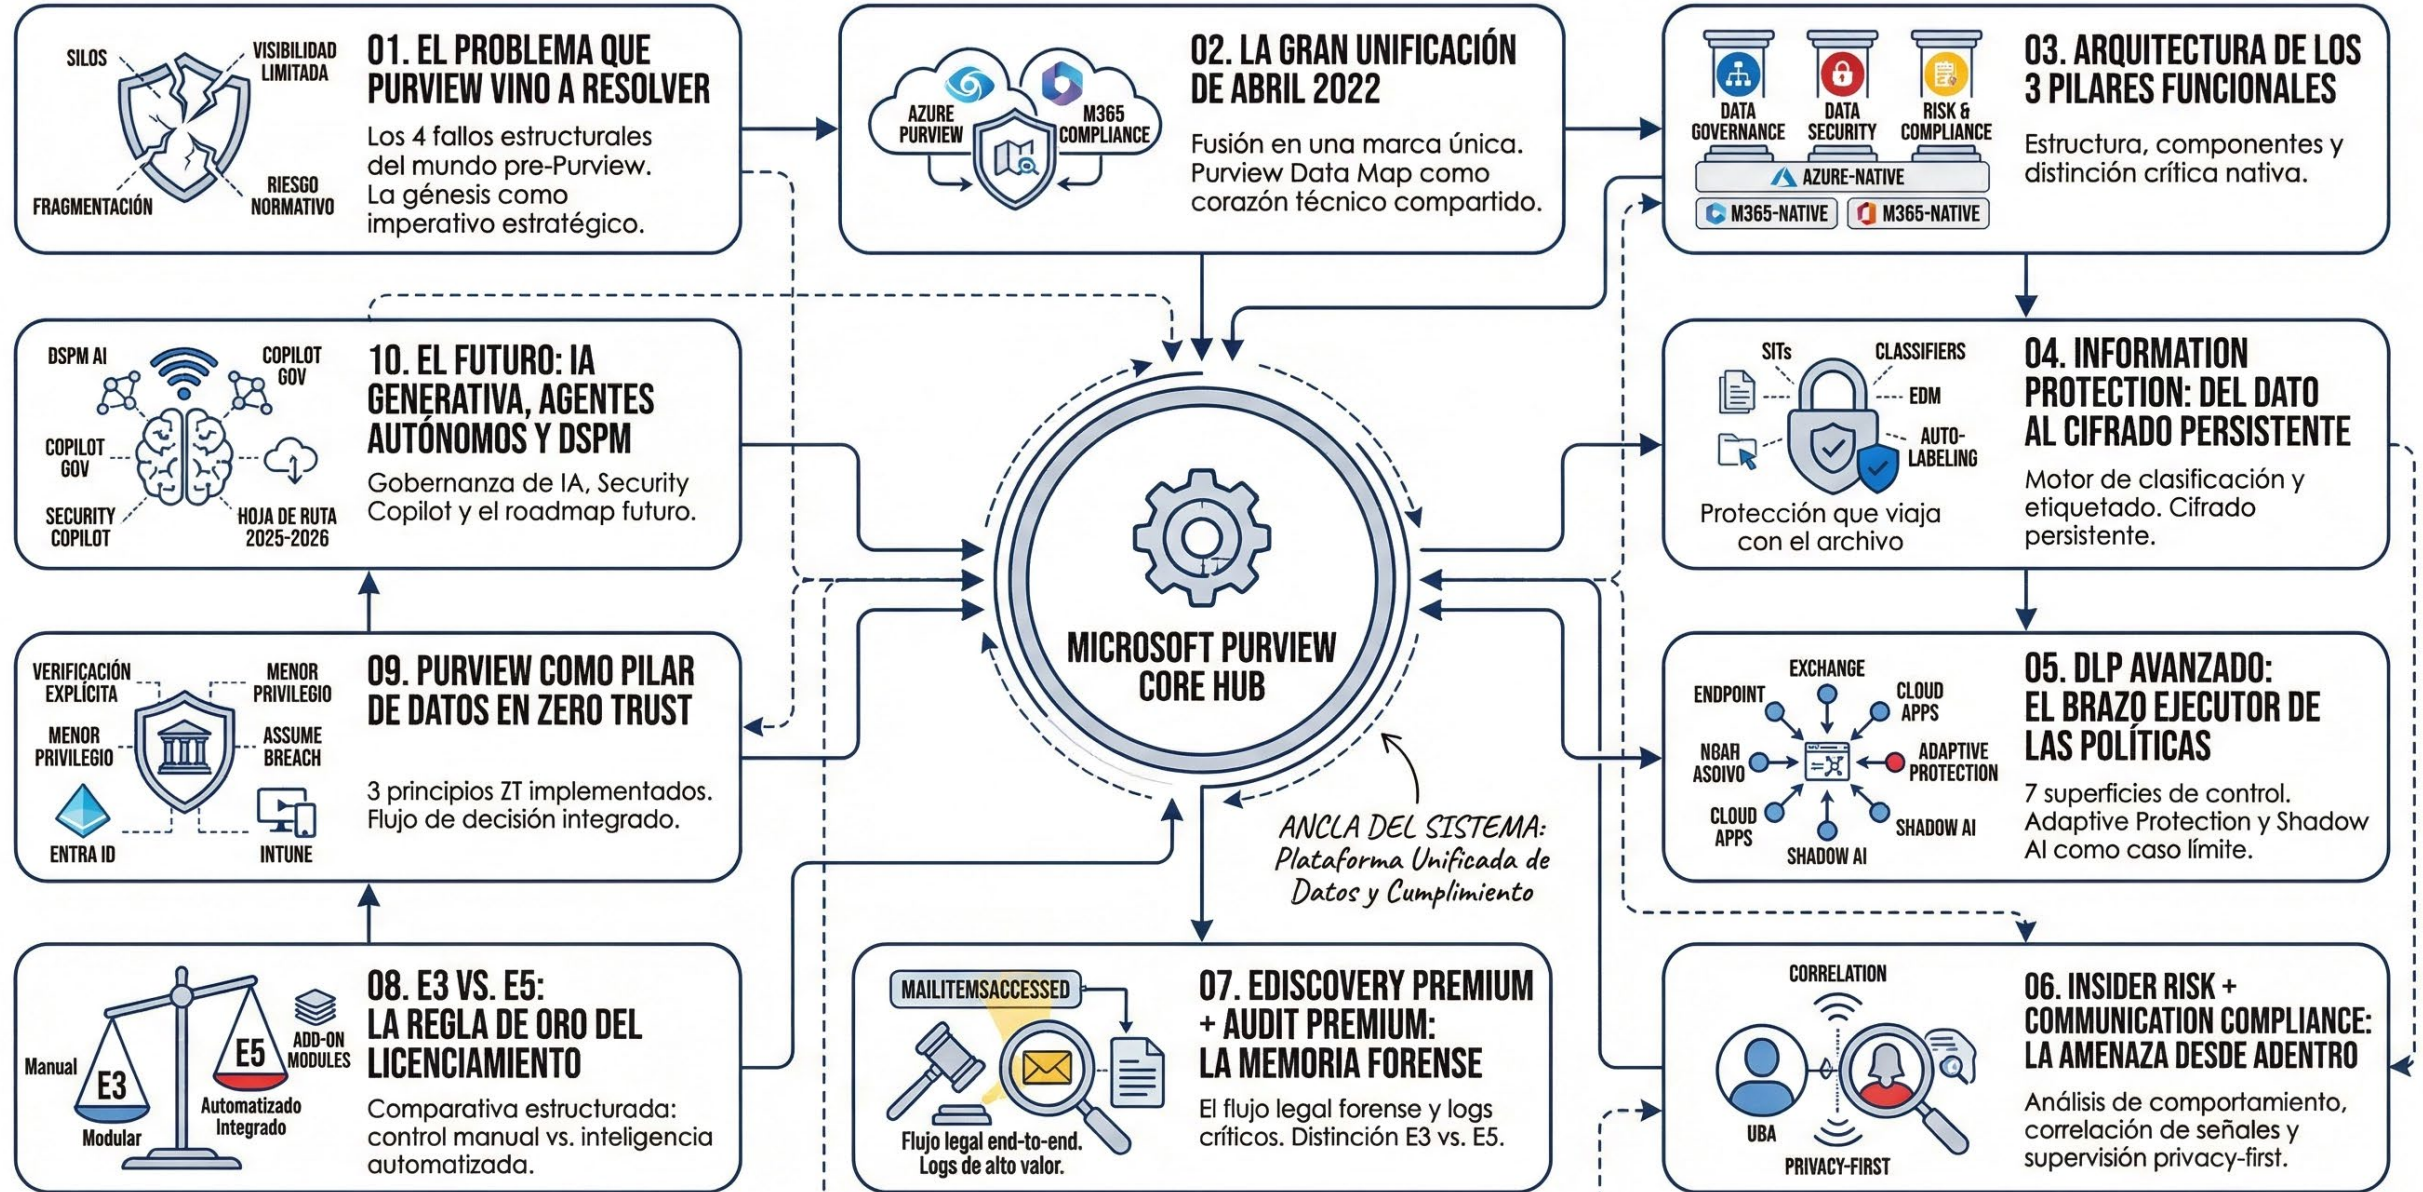 SILOS
VISIBILIDAD
LIMITADA
FRAGMENTACIÓN
RIESGO
NORMATIVO
01. EL PROBLEMA QUE
PURVIEW VINO A RESOLVER
Los 4 fallos estructurales
del mundo pre-Purview.
La génesis como
imperativo estratégico.
AZURE
PURVIEW
M365
COMPLIANCE
02. LA GRAN UNIFICACIÓN
DE ABRIL 2022
Fusión en una marca única.
Purview Data Map como
corazón técnico compartido.
DATA
GOVERNANCE
DATA
SECURITY
RISK &
COMPLIANCE
AZURE-NATIVE
M365-NATIVE
M365-NATIVE
03. ARQUITECTURA DE LOS
3 PILARES FUNCIONALES
Estructura, componentes y
distinción crítica nativa.
DSPM AI
COPILOT
GOV
COPILOT
GOV
SECURITY
COPILOT
HOJA DE RUTA
2025-2026
10. EL FUTURO: IA
GENERATIVA, AGENTES
AUTÓNOMOS Y DSPM
Gobernanza de IA, Security
Copilot y el roadmap futuro.
MICROSOFT PURVIEW
CORE HUB
ANCLA DEL SISTEMA:
Plataforma Unificada de
Datos y Cumplimiento
SITs
CLASSIFIERS
EDM
AUTO-
LABELING
Protección que viaja
con el archivo
04. INFORMATION
PROTECTION: DEL DATO
AL CIFRADO PERSISTENTE
Motor de clasificación y
etiquetado. Cifrado
persistente.
VERIFICACIÓN
EXPLÍCITA
MENOR
PRIVILEGIO
MENOR
PRIVILEGIO
ASSUME
BREACH
ENTRA ID
INTUNE
09. PURVIEW COMO PILAR
DE DATOS EN ZERO TRUST
3 principios ZT implementados.
Flujo de decisión integrado.
EXCHANGE
ENDPOINT
CLOUD
APPS
ASOIVO
ADAPTIVE
PROTECTION
CLOUD
APPS
SHADOW AI
SHADOW AI
05. DLP AVANZADO:
EL BRAZO EJECUTOR DE
LAS POLÍTICAS
7 superficies de control.
Adaptive Protection y Shadow
AI como caso límite.
Manual
E3
Modular
E5
ADD-ON
MODULES
Automatizado
Integrado
08. E3 VS. E5:
LA REGLA DE ORO DEL
LICENCIAMIENTO
Comparativa estructurada:
control manual vs. inteligencia
automatizada.
MAILITEMSACCESSED
Flujo legal end-to-end.
Logs de alto valor.
07. EDISCOVERY PREMIUM
+ AUDIT PREMIUM:
LA MEMORIA FORENSE
El flujo legal forense y logs
críticos. Distinción E3 vs. E5.
CORRELATION
UBA
PRIVACY-FIRST
06. INSIDER RISK +
COMMUNICATION COMPLIANCE:
LA AMENAZA DESDE ADENTRO
Análisis de comportamiento,
correlación de señales y
supervisión privacy-first.